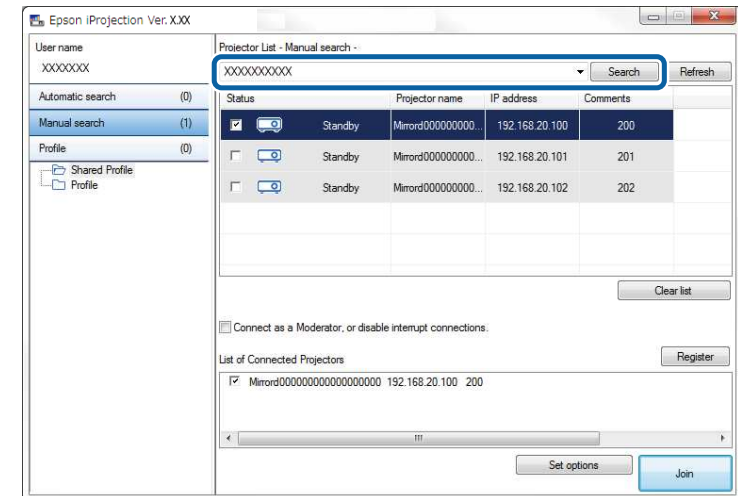 Epson iProjection Ver. X.XX
User name
XXXXXXX
Automatic search (0)
Manual search (1)
Profile (0)
Shared Profile
Profile
Projector List - Manual search -
XXXXXXXXXX Search Refresh
Status Projector name IP address Comments
Standby Mirrord000000000... 192.168.20.100 200
Standby Mirrord000000000... 192.168.20.101 201
Standby Mirrord000000000... 192.168.20.102 202
Clear list
Connect as a Moderator, or disable interrupt connections.
List of Connected Projectors Register
Mirrord000000000000000000 192.168.20.100 200
Set options Join